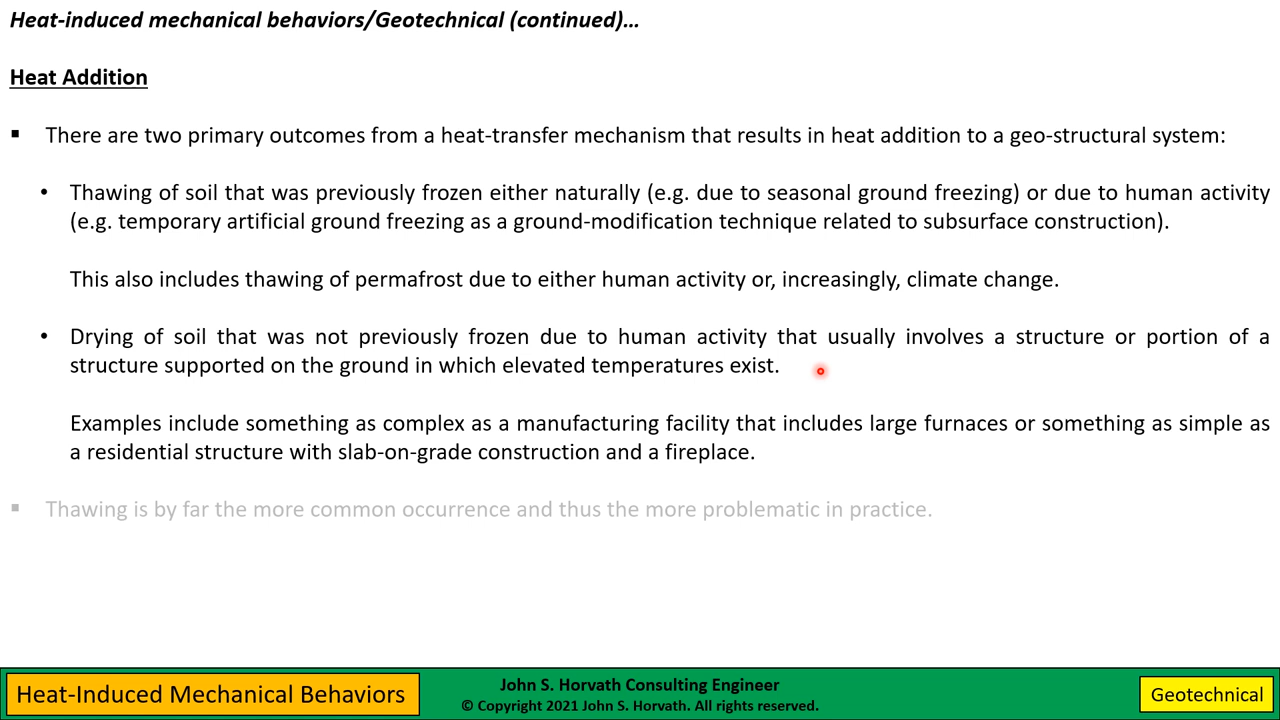 Heat-induced mechanical behaviors/Geotechnical (continued)…
Heat Addition
▪ There are two primary outcomes from a heat-transfer mechanism that results in heat addition to a geo-structural system:
• Thawing of soil that was previously frozen either naturally (e.g. due to seasonal ground freezing) or due to human activity
(e.g. temporary artificial ground freezing as a ground-modification technique related to subsurface construction).
This also includes thawing of permafrost due to either human activity or, increasingly, climate change.
• Drying of soil that was not previously frozen due to human activity that usually involves a structure or portion of a
structure supported on the ground in which elevated temperatures exist.
Examples include something as complex as a manufacturing facility that includes large furnaces or something as simple as
a residential structure with slab-on-grade construction and a fireplace.
▪ Thawing is by far the more common occurrence and thus the more problematic in practice.
Heat-Induced Mechanical Behaviors
John S. Horvath Consulting Engineer
© Copyright 2021 John S. Horvath. All rights reserved.
Geotechnical